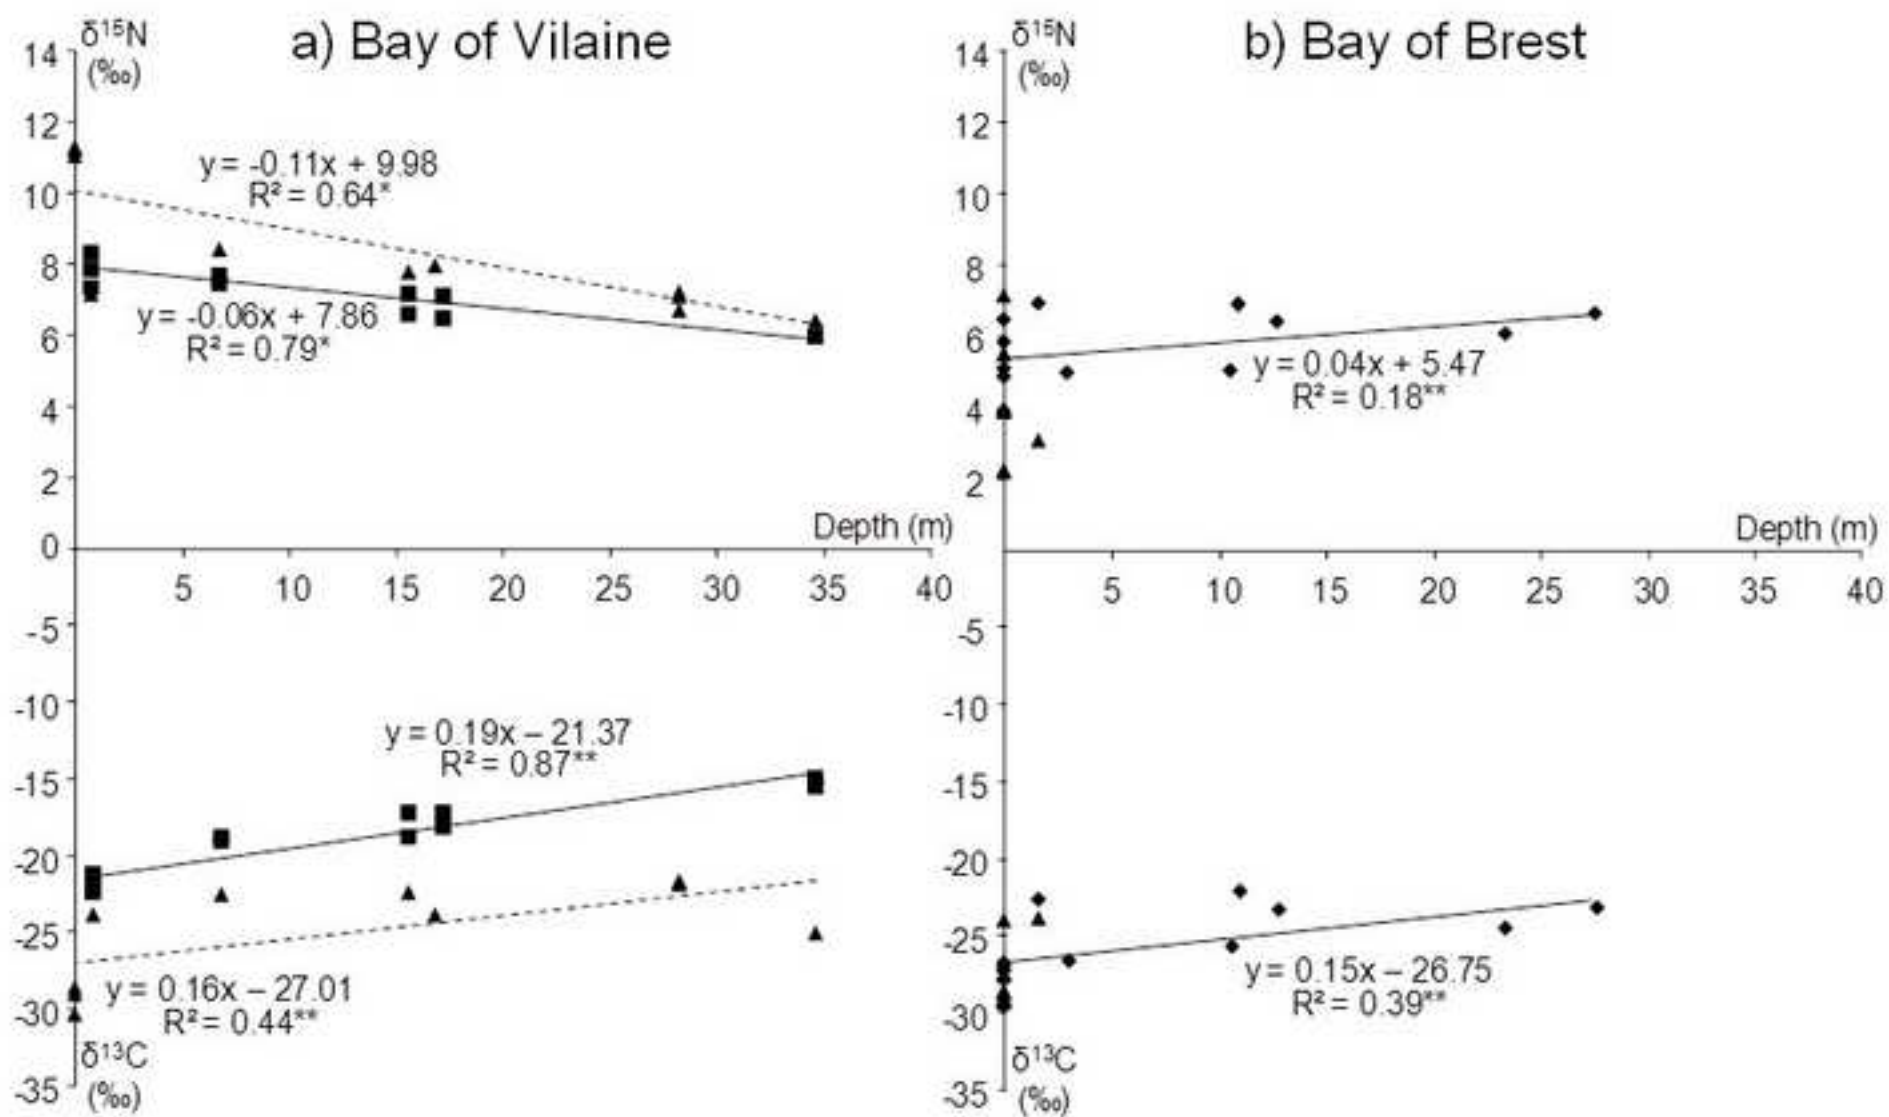 a) Bay of Vilaine
δ¹⁵N
(‰)
14
12
10
8
6
4
2
0
y = -0.11x + 9.98
R² = 0.64*
y = -0.06x + 7.86
R² = 0.79*
Depth (m)
5 10 15 20 25 30 35 40
-5
-10
-15
-20
-25
-30
-35
y = 0.19x – 21.37
R² = 0.87**
y = 0.16x – 27.01
R² = 0.44**
δ¹³C
(‰)
b) Bay of Brest
δ¹⁵N
(‰)
14
12
10
8
6
4
2
y = 0.04x + 5.47
R² = 0.18**
Depth (m)
5 10 15 20 25 30 35 40
-5
-10
-15
-20
-25
-30
-35
y = 0.15x – 26.75
R² = 0.39**
δ¹³C
(‰)